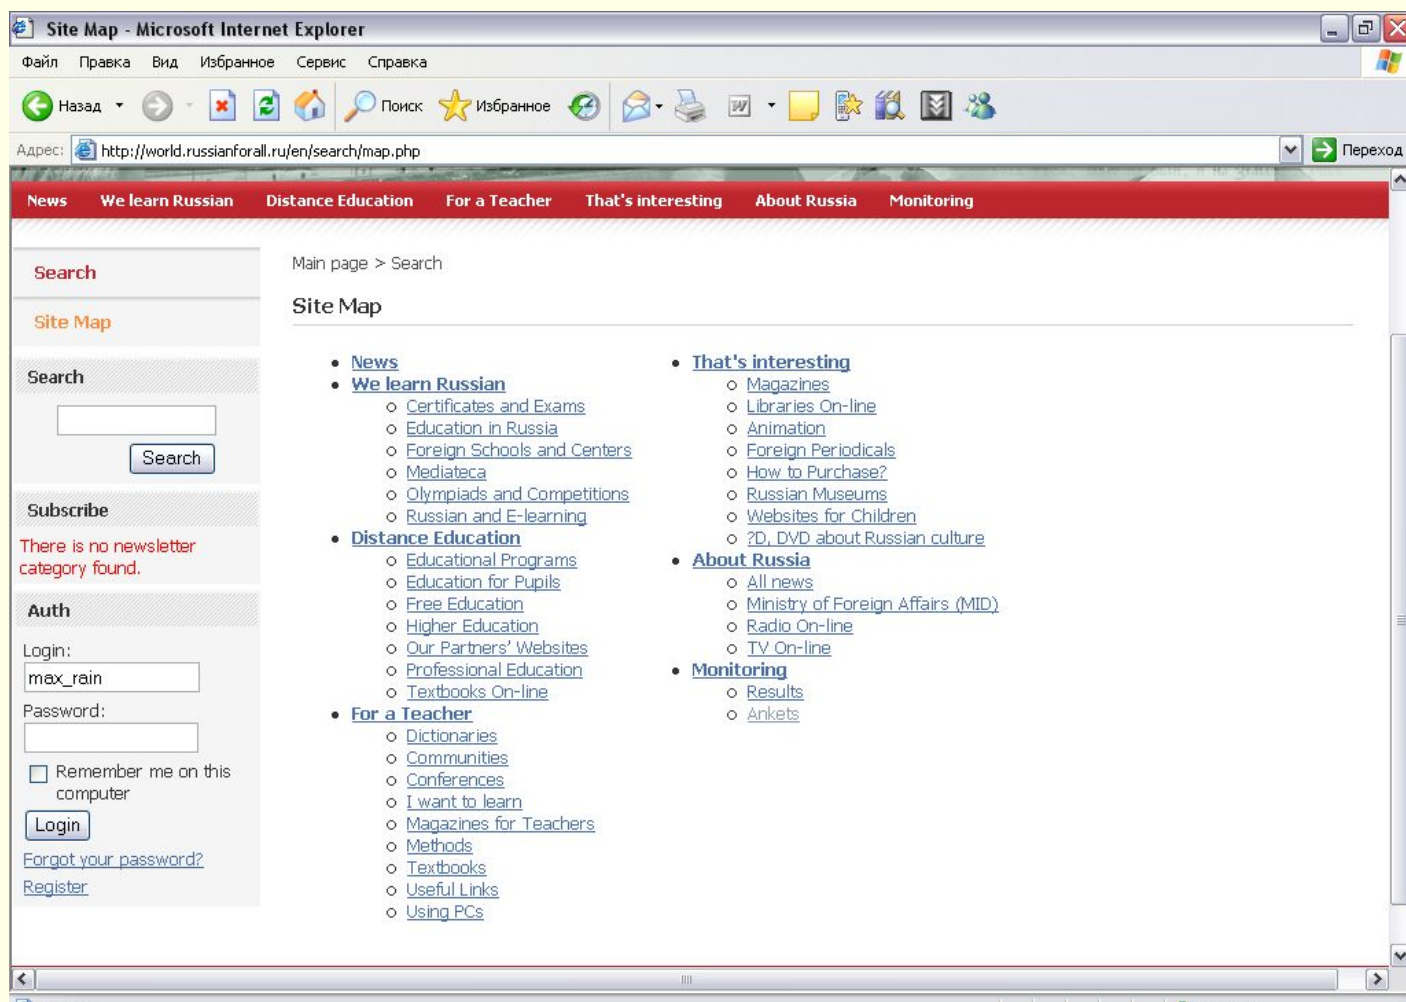 Site Map - Microsoft Internet Explorer
Файл Правка Вид Избранное Сервис Справка
Назад Поиск Избранное
Адрес: http://world.russianforall.ru/en/search/map.php Переход
News We learn Russian Distance Education For a Teacher That's interesting About Russia Monitoring
Search
Site Map
Search
Search
Subscribe
There is no newsletter
category found.
Auth
Login:
max_rain
Password:
Remember me on this
computer
Login
Forgot your password?
Register
Main page > Search
Site Map
News
We learn Russian
Certificates and Exams
Education in Russia
Foreign Schools and Centers
Mediateca
Olympiads and Competitions
Russian and E-learning
Distance Education
Educational Programs
Education for Pupils
Free Education
Higher Education
Our Partners' Websites
Professional Education
Textbooks On-line
For a Teacher
Dictionaries
Communities
Conferences
I want to learn
Magazines for Teachers
Methods
Textbooks
Useful Links
Using PCs
That's interesting
Magazines
Libraries On-line
Animation
Foreign Periodicals
How to Purchase?
Russian Museums
Websites for Children
?D, DVD about Russian culture
About Russia
All news
Ministry of Foreign Affairs (MID)
Radio On-line
TV On-line
Monitoring
Results
Ankets